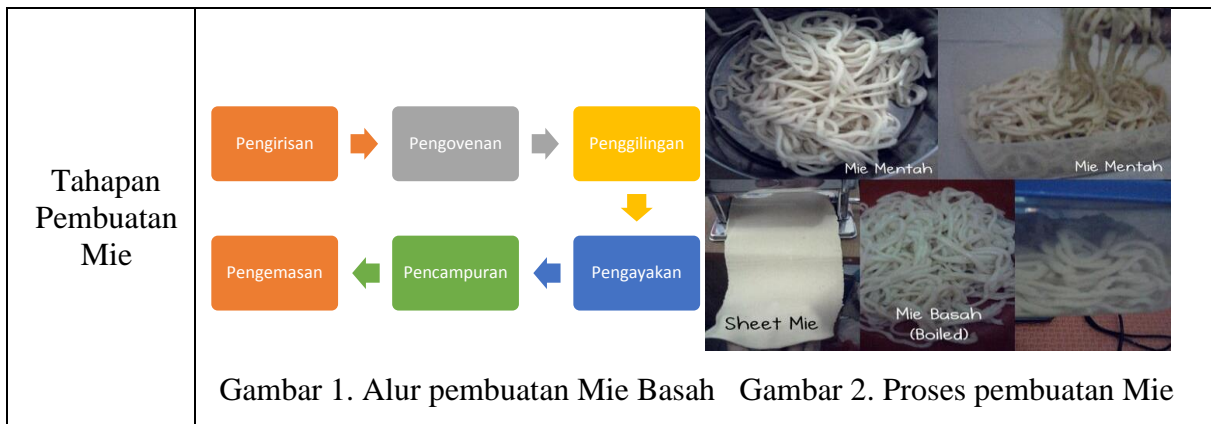 Tahapan
Pembuatan
Mie
Pengirisan
Pengovenan
Penggilingan
Pengayakan
Pencampuran
Pengemasan
Mie Mentah
Mie Mentah
Sheet Mie
Mie Basah
(Boiled)
Gambar 1. Alur pembuatan Mie Basah
Gambar 2. Proses pembuatan Mie